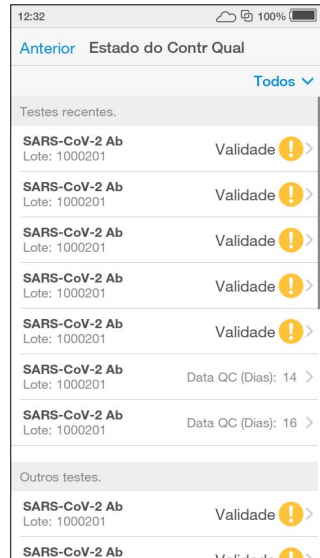 12:32 100%
Anterior Estado do Contr Qual
Todos
Testes recentes.
SARS-CoV-2 Ab
Lote: 1000201
Validade
SARS-CoV-2 Ab
Lote: 1000201
Validade
SARS-CoV-2 Ab
Lote: 1000201
Validade
SARS-CoV-2 Ab
Lote: 1000201
Validade
SARS-CoV-2 Ab
Lote: 1000201
Validade
SARS-CoV-2 Ab
Lote: 1000201
Data QC (Dias): 14
SARS-CoV-2 Ab
Lote: 1000201
Data QC (Dias): 16
Outros testes.
SARS-CoV-2 Ab
Lote: 1000201
Validade
SARS-CoV-2 Ab
Validade